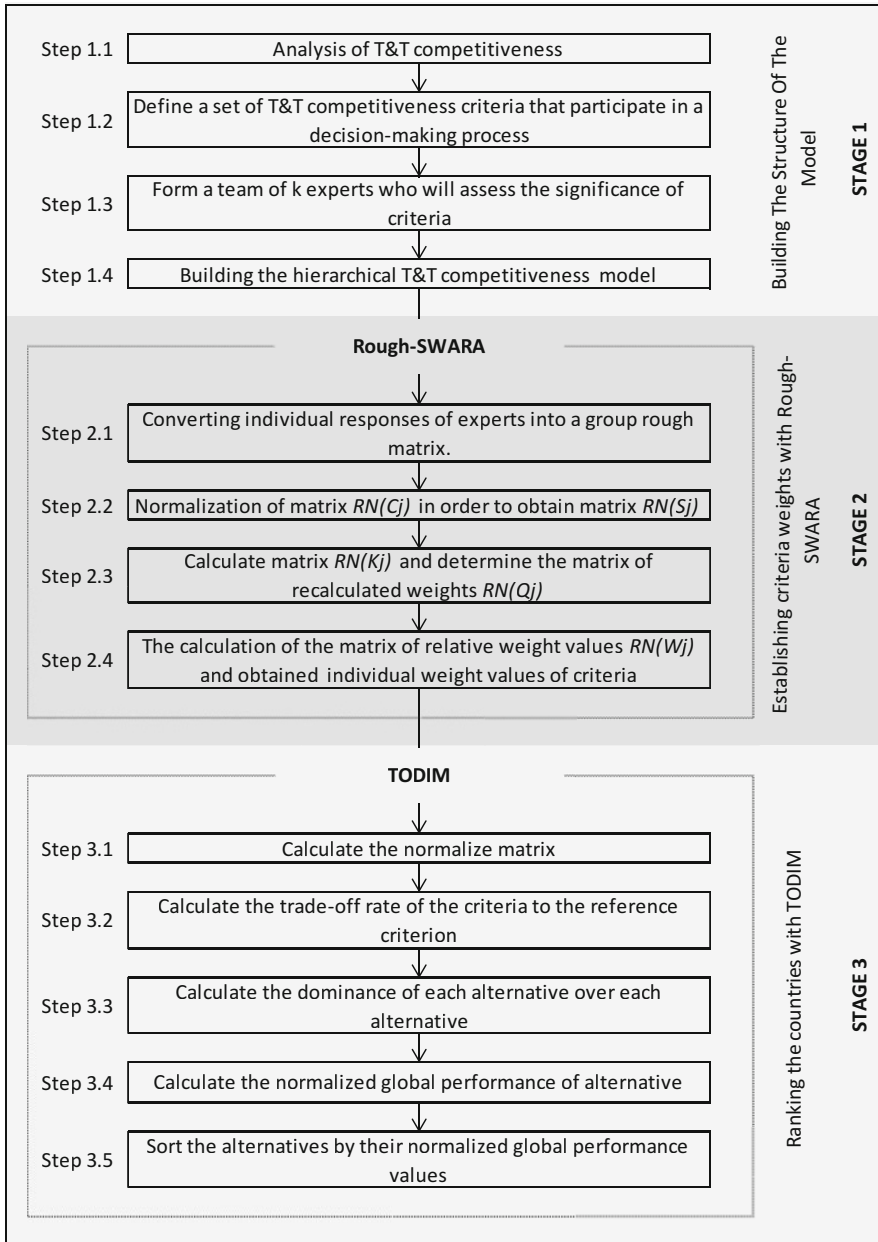 Step 1.1
Analysis of T&T competitiveness
Step 1.2
Define a set of T&T competitiveness criteria that participate in a
decision-making process
Step 1.3
Form a team of k experts who will assess the significance of
criteria
Step 1.4
Building the hierarchical T&T competitiveness model
Building The Structure Of The
Model
STAGE 1
Rough-SWARA
Step 2.1
Converting individual responses of experts into a group rough
matrix.
Step 2.2
Normalization of matrix RN(Cj) in order to obtain matrix RN(Sj)
Step 2.3
Calculate matrix RN(Kj) and determine the matrix of
recalculated weights RN(Qj)
Step 2.4
The calculation of the matrix of relative weight values RN(Wj)
and obtained individual weight values of criteria
Establishing criteria weights with Rough-
SWARA
STAGE 2
TODIM
Step 3.1
Calculate the normalize matrix
Step 3.2
Calculate the trade-off rate of the criteria to the reference
criterion
Step 3.3
Calculate the dominance of each alternative over each
alternative
Step 3.4
Calculate the normalized global performance of alternative
Step 3.5
Sort the alternatives by their normalized global performance
values
Ranking the countries with TODIM
STAGE 3